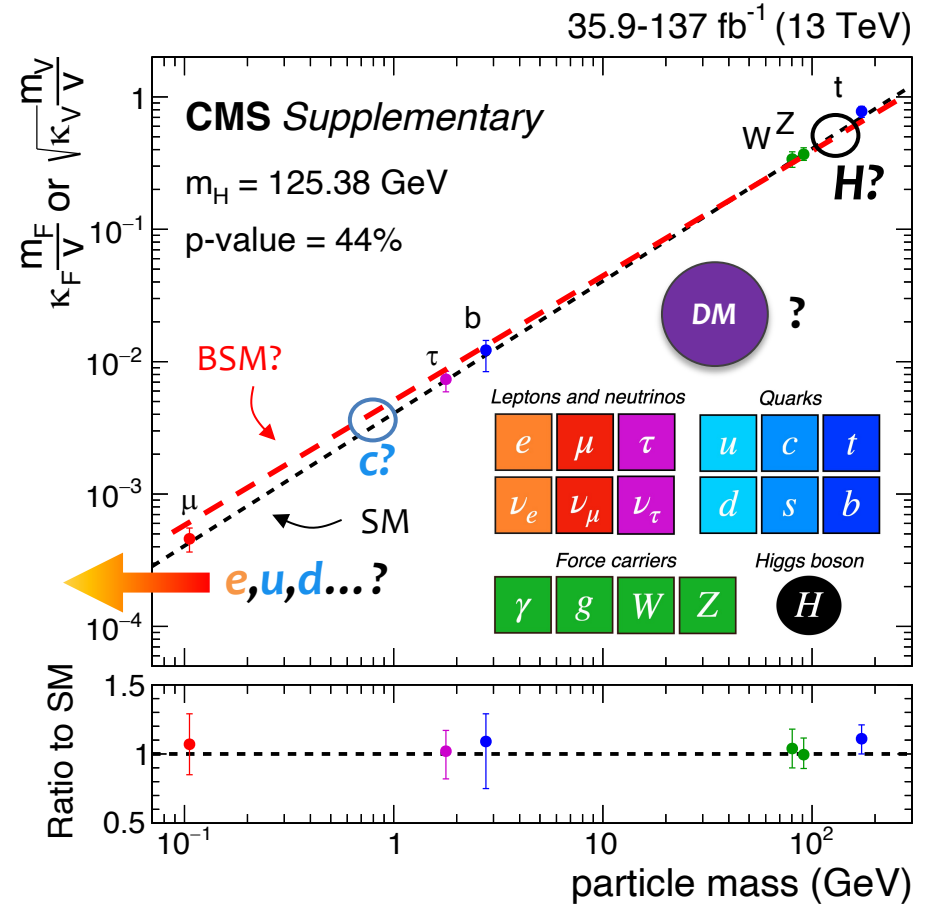 35.9-137 fb⁻¹ (13 TeV)
κ_F m_F/v or √κ_V m_V/v
CMS Supplementary
m_H = 125.38 GeV
p-value = 44%
1
10⁻¹
10⁻²
10⁻³
10⁻⁴
t
W Z
H?
DM ?
b
τ
BSM?
c?
μ
SM
e,u,d...?
Leptons and neutrinos
e μ τ
ν_e ν_μ ν_τ
Quarks
u c t
d s b
Force carriers
γ g W Z
Higgs boson
H
Ratio to SM
1.5
1
0.5
10⁻¹ 1 10 10²
particle mass (GeV)